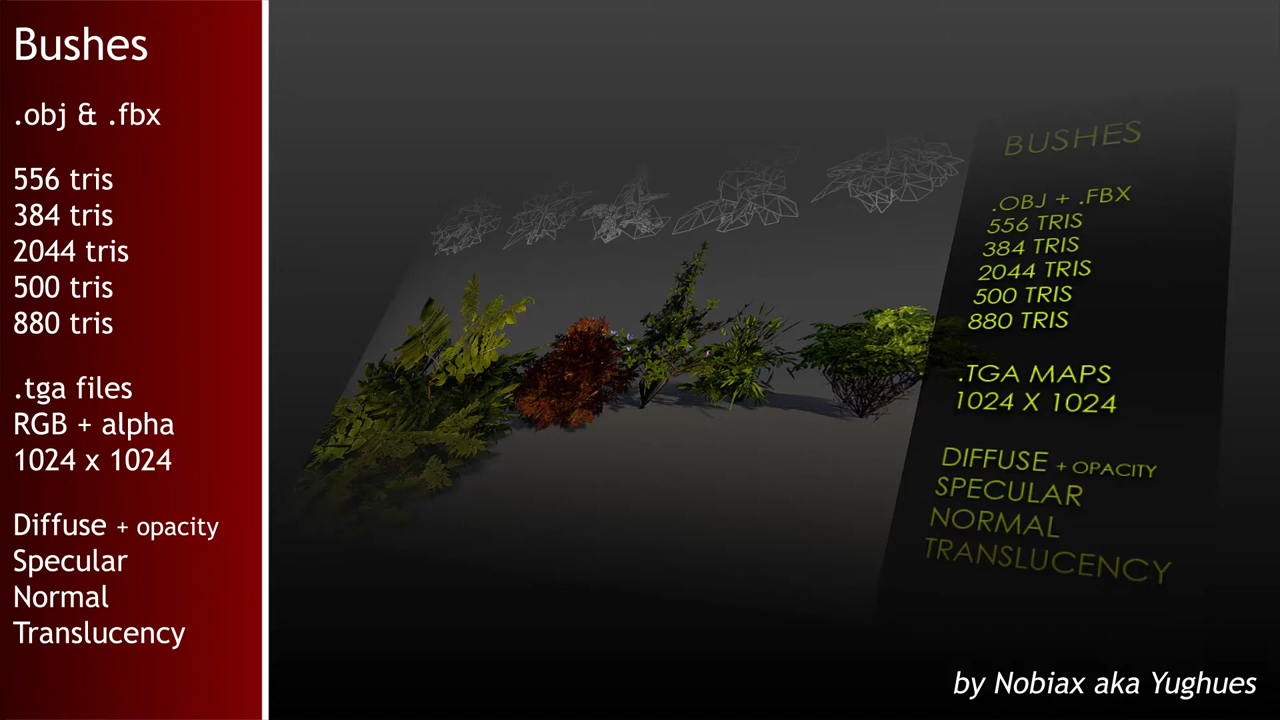 Bushes
.obj & .fbx
556 tris
384 tris
2044 tris
500 tris
880 tris
.tga files
RGB + alpha
1024 x 1024
Diffuse + opacity
Specular
Normal
Translucency
BUSHES
.OBJ + .FBX
556 TRIS
384 TRIS
2044 TRIS
500 TRIS
880 TRIS
.TGA MAPS
1024 X 1024
DIFFUSE + OPACITY
SPECULAR
NORMAL
TRANSLUCENCY
by Nobiax aka Yughues